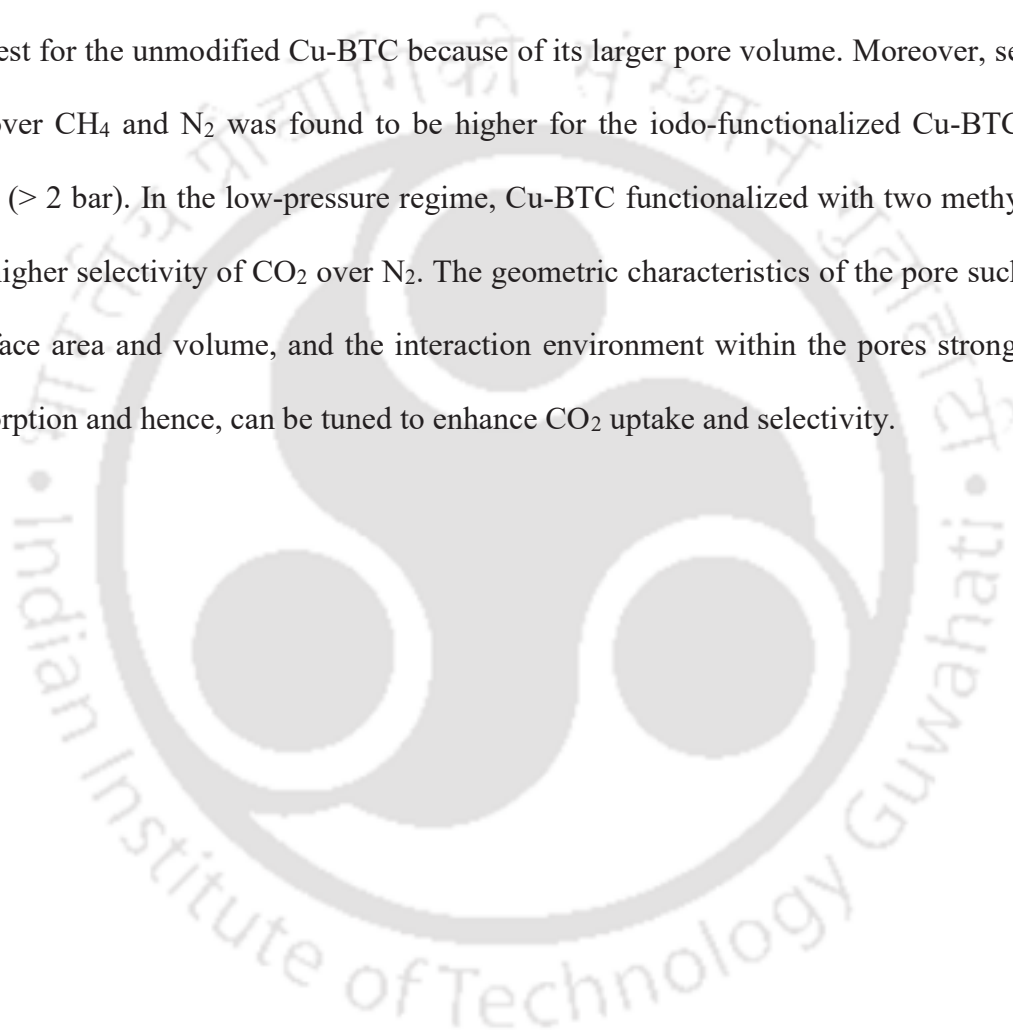 est for the unmodified Cu-BTC because of its larger pore volume. Moreover, se
over CH₄ and N₂ was found to be higher for the iodo-functionalized Cu-BTC
(> 2 bar). In the low-pressure regime, Cu-BTC functionalized with two methy
igher selectivity of CO₂ over N₂. The geometric characteristics of the pore such
face area and volume, and the interaction environment within the pores strong
orption and hence, can be tuned to enhance CO₂ uptake and selectivity.
Indian Institute of Technology Guwahati